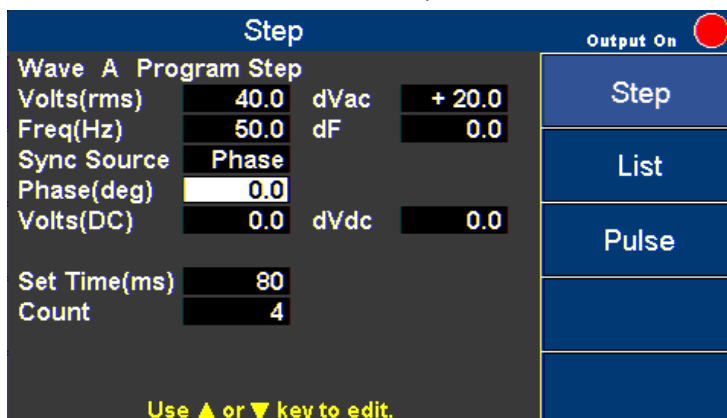 Step
Output On
Wave A Program Step
Volts(rms) 40.0 dVac + 20.0
Freq(Hz) 50.0 dF 0.0
Sync Source Phase
Phase(deg) 0.0
Volts(DC) 0.0 dVdc 0.0
Set Time(ms) 80
Count 4
Use ▲ or ▼ key to edit.
Step
List
Pulse